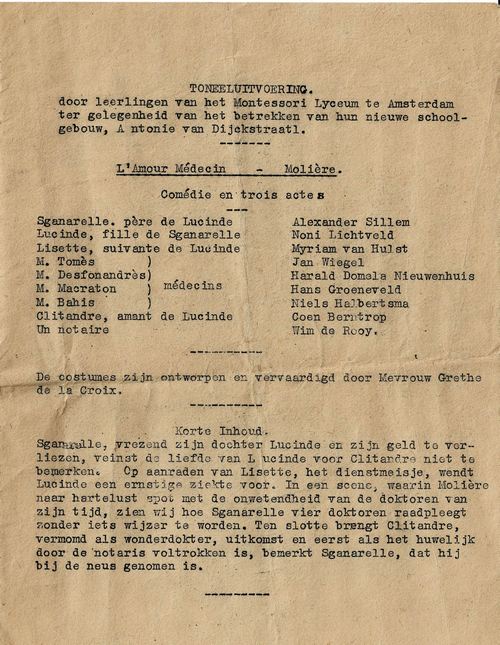 TONEELUITVOERING.
door leerlingen van het Montessori Lyceum te Amsterdam
ter gelegenheid van het betrekken van hun nieuwe school-
gebouw, A ntonie van Dijckstraat1.
-------
L'Amour Médecin - Molière.
Comédie en trois actes
---
Sganarelle. père de Lucinde Alexander Sillem
Lucinde, fille de Sganarelle Noni Lichtveld
Lisette, suivante de Lucinde Myriam van Hulst
M. Tomès ) Jan Wiegel
M. Desfonandrès) Harald Domela Nieuwenhuis
M. Macraton ) médecins Hans Groeneveld
M. Bahis ) Niels Halbertsma
Clitandre, amant de Lucinde Coen Berntrop
Un notaire Wim de Rooy.
----------
De costumes zijn ontworpen en vervaardigd door Mevrouw Grethe
de la Croix.
----------
Korte Inhoud.
Sganarelle, vrezend zijn dochter Lucinde en zijn geld te ver-
liezen, veinst de liefde van L ucinde voor Clitandre niet te
bemerken. Op aanraden van Lisette, het dienstmeisje, wendt
Lucinde een ernstige ziekte voor. In een scene, waarin Molière
naar hartelust spot met de onwetendheid van de doktoren van
zijn tijd, zien wij hoe Sganarelle vier doktoren raadpleegt
zonder iets wijzer te worden. Ten slotte brengt Clitandre,
vermomd als wonderdokter, uitkomst en eerst als het huwelijk
door de notaris voltrokken is, bemerkt Sganarelle, dat hij
bij de neus genomen is.
---------